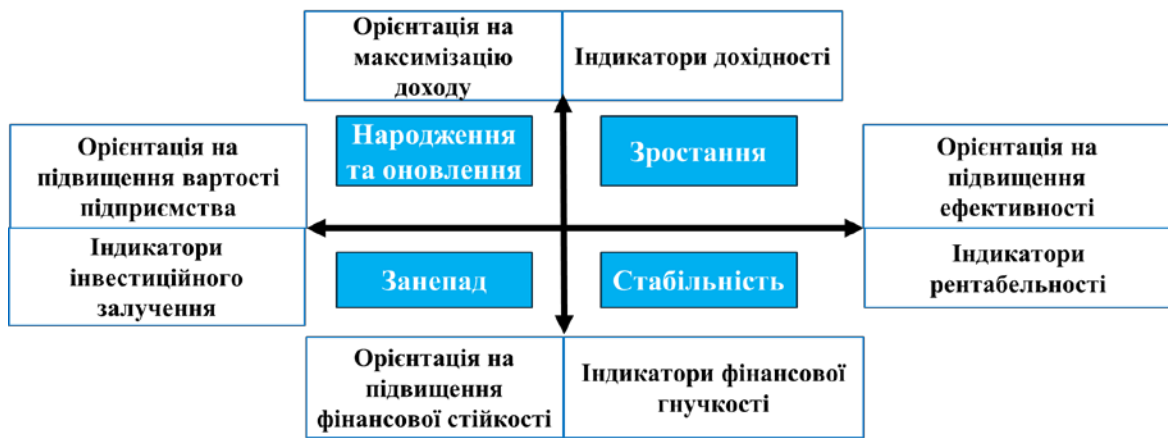 Орієнтація на
максимізацію
доходу
Індикатори дохідності
Народження
та оновлення
Зростання
Орієнтація на
підвищення вартості
підприємства
Орієнтація на
підвищення
ефективності
Індикатори
інвестиційного
залучення
Занепад
Стабільність
Індикатори
рентабельності
Орієнтація на
підвищення
фінансової стійкості
Індикатори фінансової
гнучкості